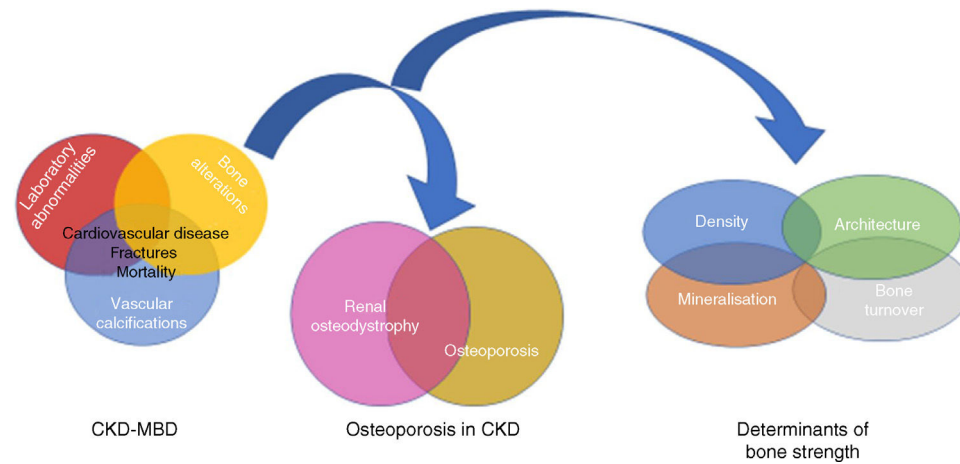 Laboratory
abnormalities
Bone
alterations
Cardiovascular disease
Fractures
Mortality
Vascular
calcifications
CKD-MBD
Renal
osteodystrophy
Osteoporosis
Osteoporosis in CKD
Density
Architecture
Mineralisation
Bone
turnover
Determinants of
bone strength